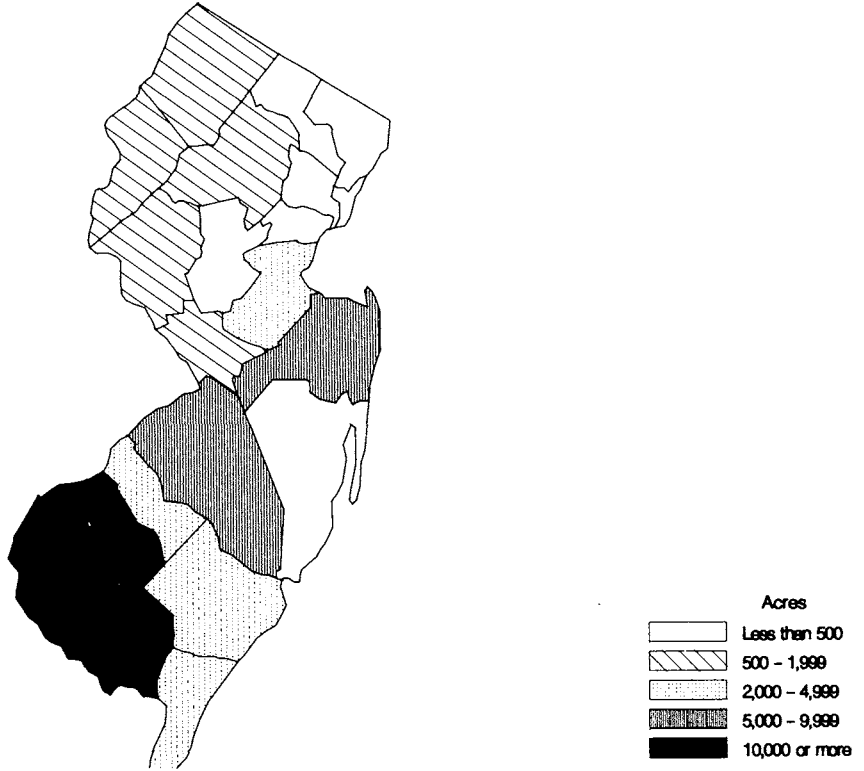 Acres
Less than 500
500 - 1,999
2,000 - 4,999
5,000 - 9,999
10,000 or more